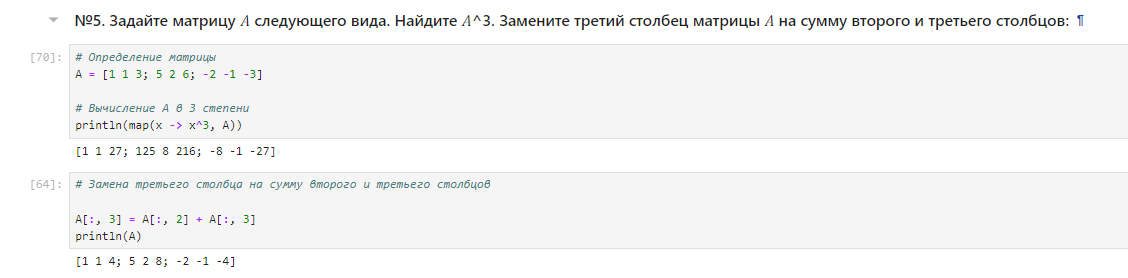 №5. Задайте матрицу A следующего вида. Найдите A^3. Замените третий столбец матрицы A на сумму второго и третьего столбцов: ¶
[70]:
# Определение матрицы
A = [1 1 3; 5 2 6; -2 -1 -3]
# Вычисление A в 3 степени
println(map(x -> x^3, A))
[1 1 27; 125 8 216; -8 -1 -27]
[64]:
# Замена третьего столбца на сумму второго и третьего столбцов
A[:, 3] = A[:, 2] + A[:, 3]
println(A)
[1 1 4; 5 2 8; -2 -1 -4]